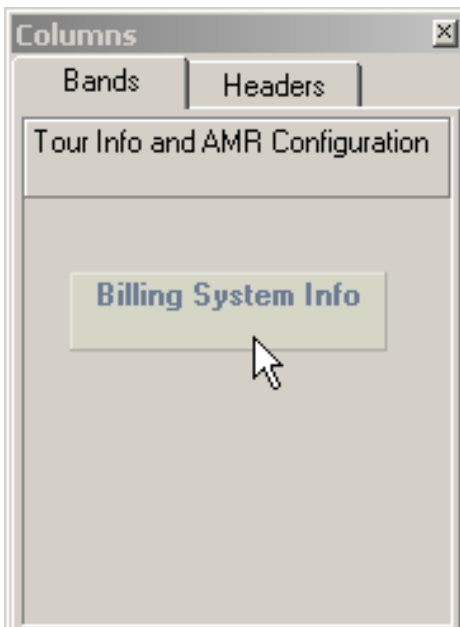 Columns
Bands
Headers
Tour Info and AMR Configuration
Billing System Info